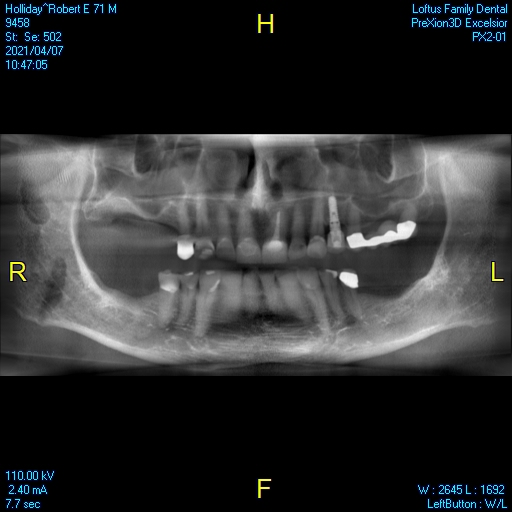 Holliday^Robert E 71 M
9458
St: Se: 502
2021/04/07
10:47:05
Loftus Family Dental
PreXion3D Excelsior
PX2-01
H
R
L
F
110.00 kV
2.40 mA
7.7 sec
W : 2645 L : 1692
LeftButton : W/L